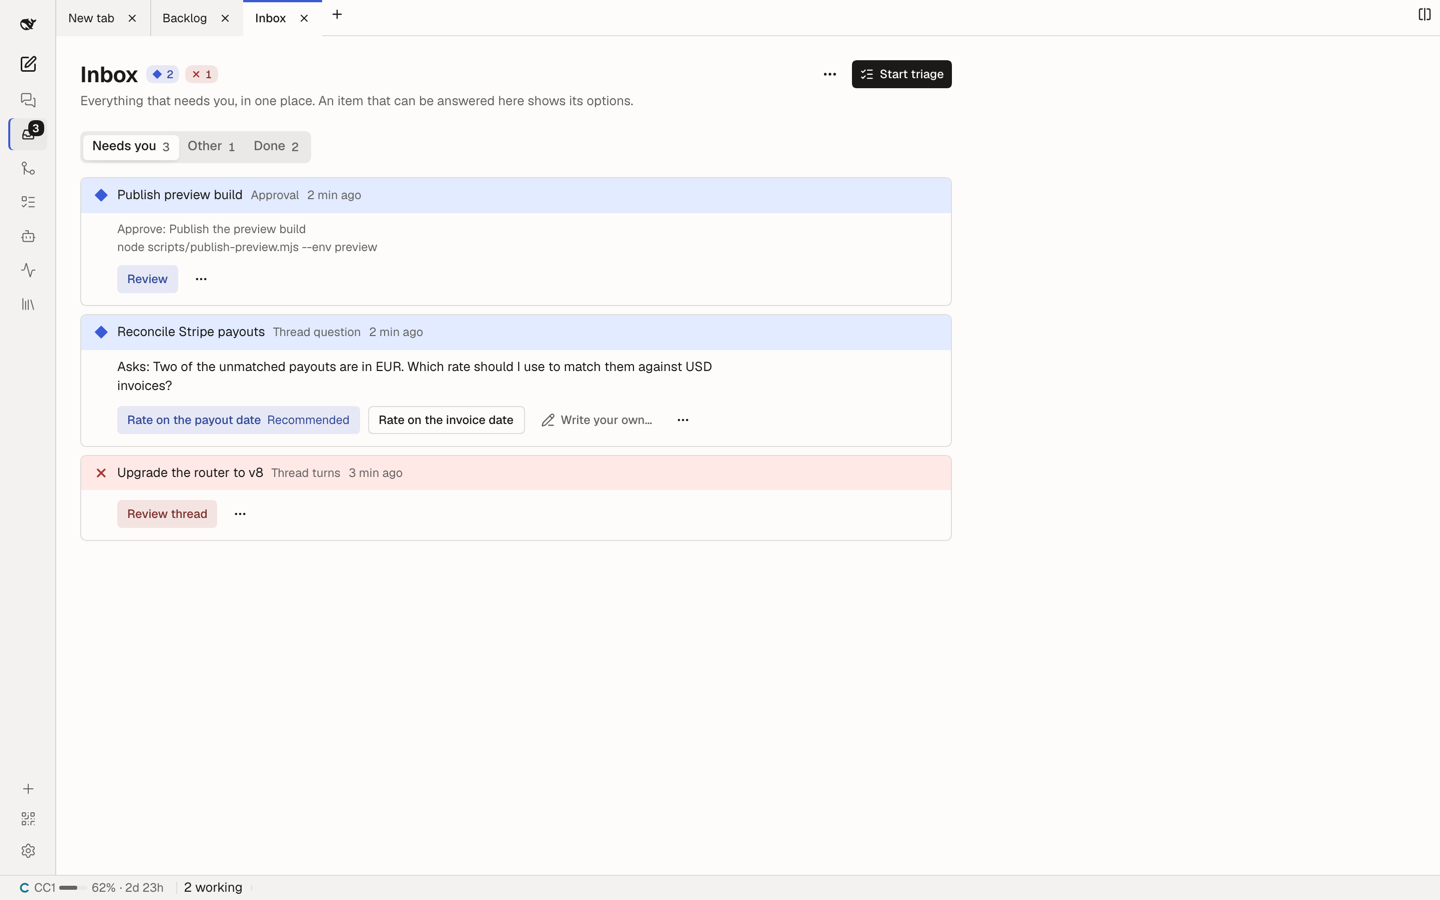 New tab
Backlog
Inbox
Inbox 2 1
Start triage
Everything that needs you, in one place. An item that can be answered here shows its options.
3
Needs you 3 Other 1 Done 2
Publish preview build Approval 2 min ago
Approve: Publish the preview build
node scripts/publish-preview.mjs --env preview
Review
Reconcile Stripe payouts Thread question 2 min ago
Asks: Two of the unmatched payouts are in EUR. Which rate should I use to match them against USD
invoices?
Rate on the payout date Recommended
Rate on the invoice date
Write your own...
Upgrade the router to v8 Thread turns 3 min ago
Review thread
CC1 62% · 2d 23h 2 working